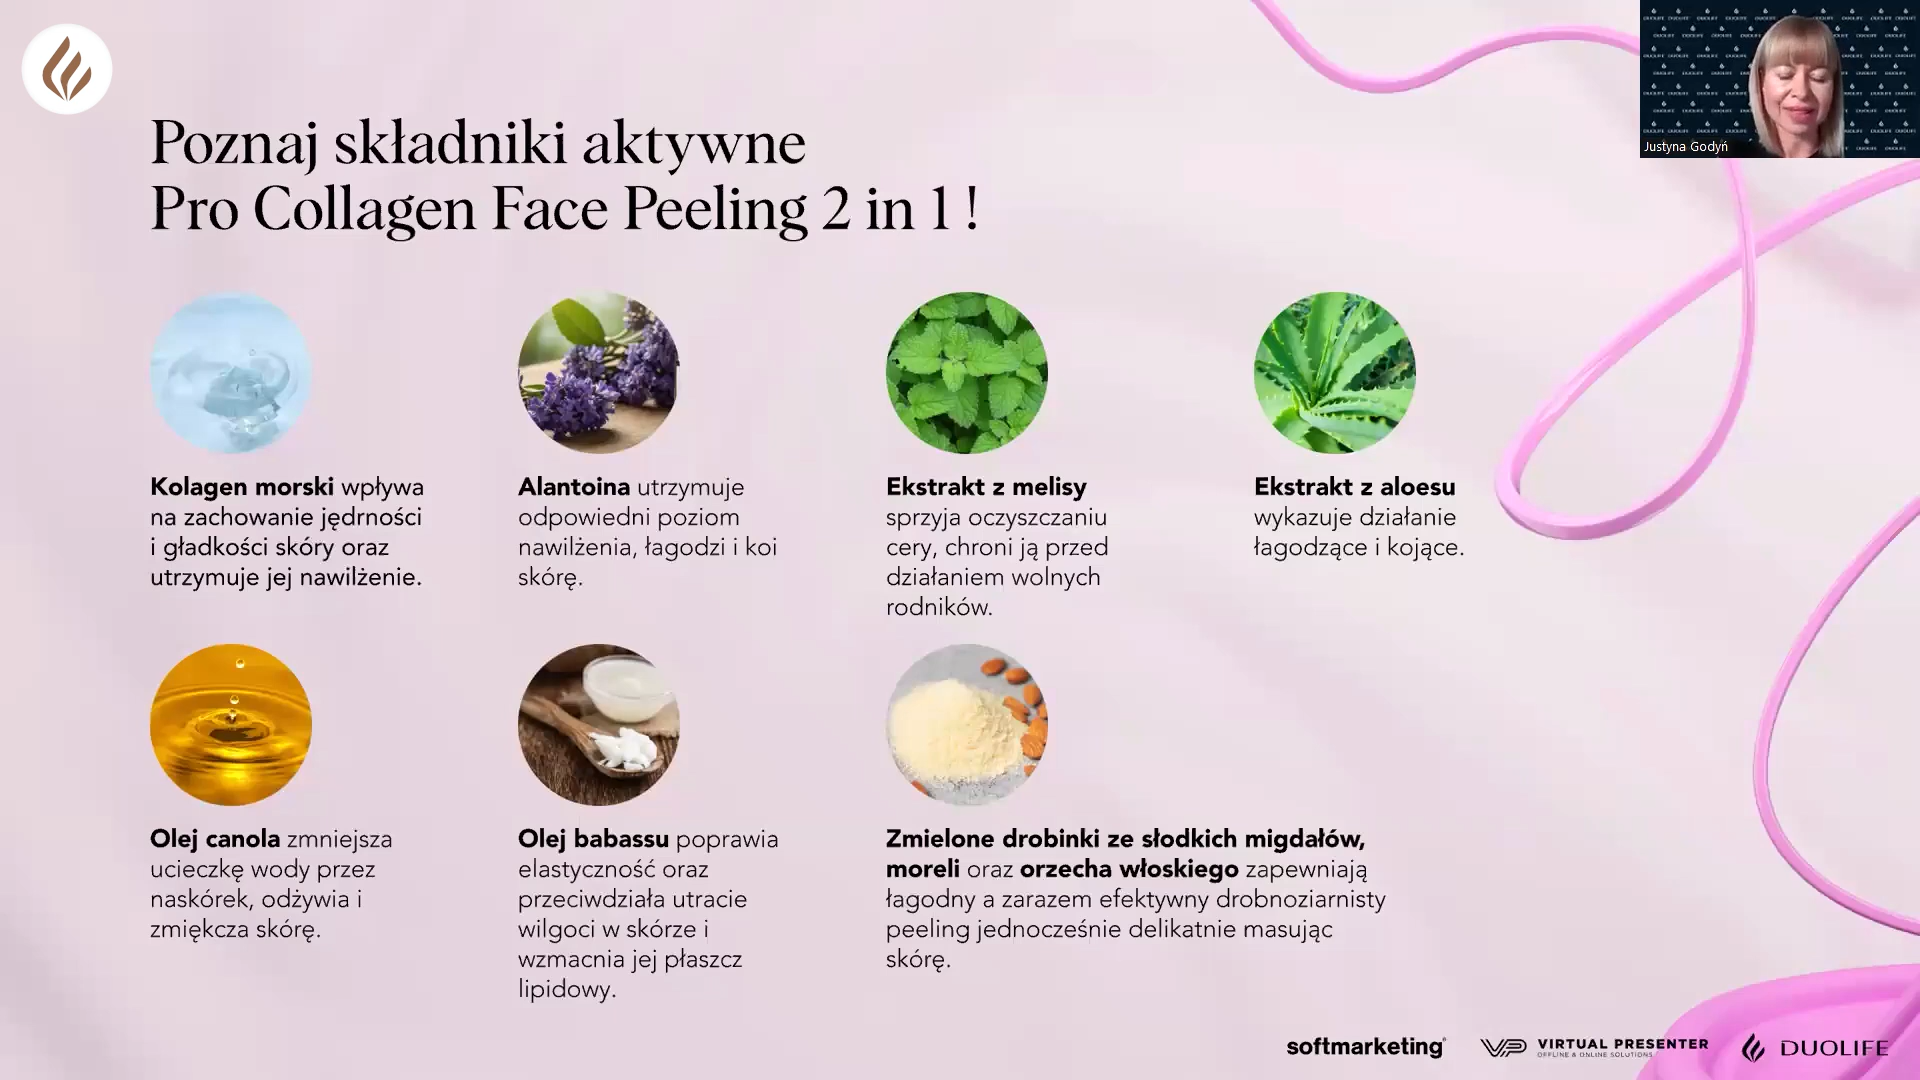 Poznaj składniki aktywne
Pro Collagen Face Peeling 2 in 1 !
Justyna Godyń
Kolagen morski wpływa
na zachowanie jędrności
i gładkości skóry oraz
utrzymuje jej nawilżenie.
Alantoina utrzymuje
odpowiedni poziom
nawilżenia, łagodzi i koi
skórę.
Ekstrakt z melisy
sprzyja oczyszczaniu
cery, chroni ją przed
działaniem wolnych
rodników.
Ekstrakt z aloesu
wykazuje działanie
łagodzące i kojące.
Olej canola zmniejsza
ucieczkę wody przez
naskórek, odżywia i
zmiękcza skórę.
Olej babassu poprawia
elastyczność oraz
przeciwdziała utracie
wilgoci w skórze i
wzmacnia jej płaszcz
lipidowy.
Zmielone drobinki ze słodkich migdałów,
moreli oraz orzecha włoskiego zapewniają
łagodny a zarazem efektywny drobnoziarnisty
peeling jednocześnie delikatnie masując
skórę.
softmarketing
VP VIRTUAL PRESENTER
OFFLINE & ONLINE SOLUTIONS
DUOLIFE